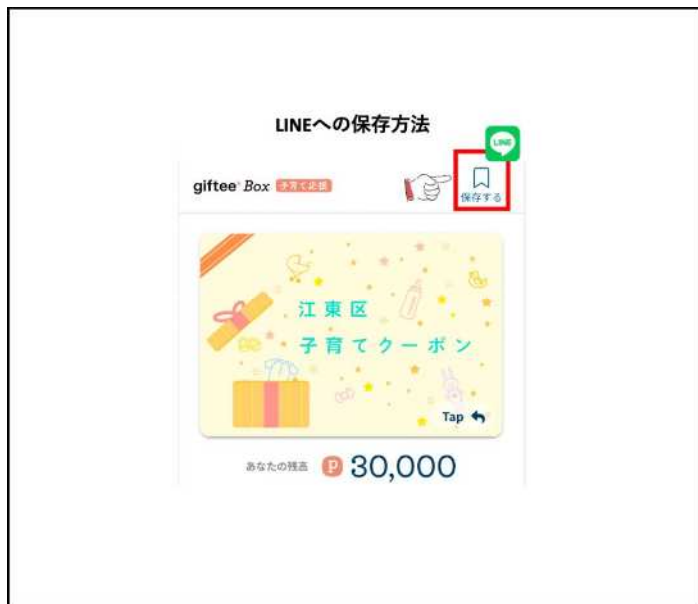 LINEへの保存方法
LINE
giftee Box 子育て応援
保存する
江東区
子育てクーポン
Tap
あなたの残高 P 30,000